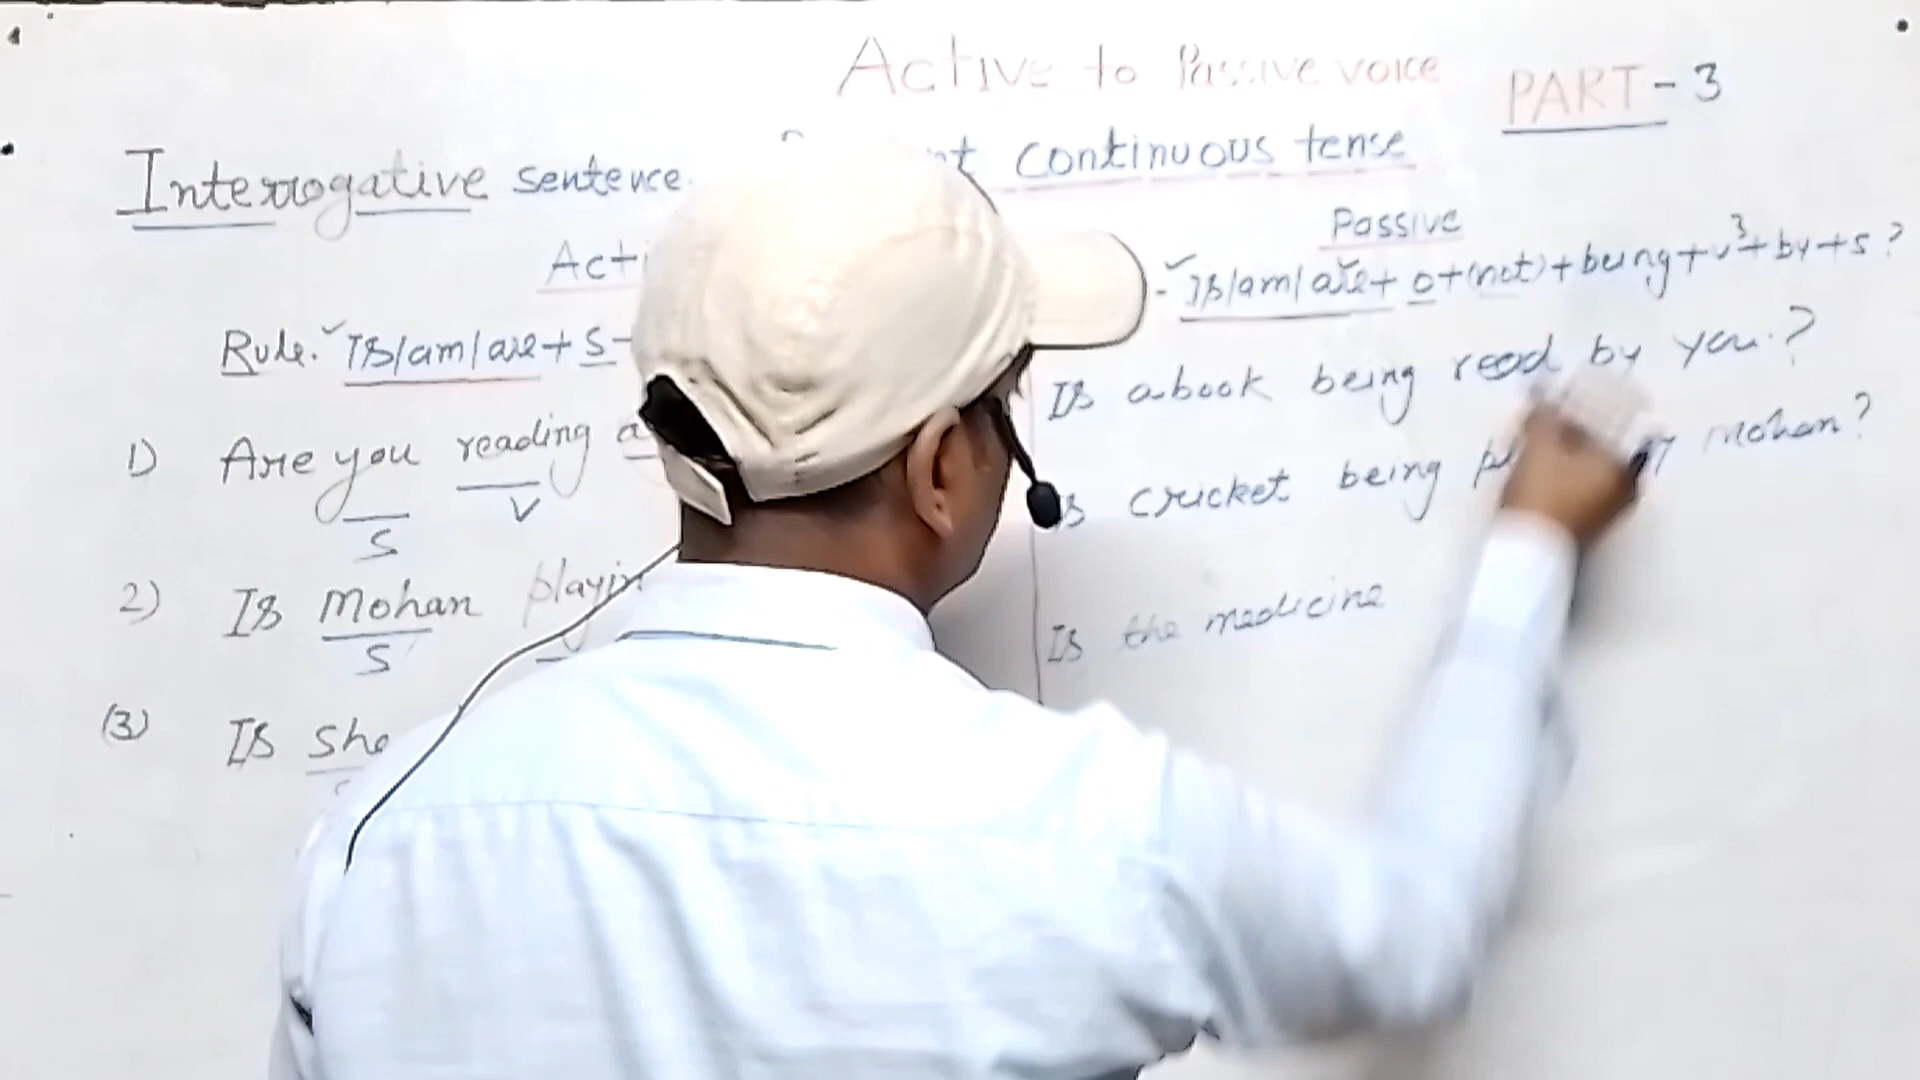 Active to Passive voice PART-3
Interrogative sentence. continuous tense
Passive
Rule. Is/am/are+ S
Is/am/are+ o+(not)+being+v³+by+s?
1) Are you reading a
S V
Is a book being read by you.?
2) Is Mohan playin
S
Is cricket being by Mohan?
(3) Is she
Is the medicine